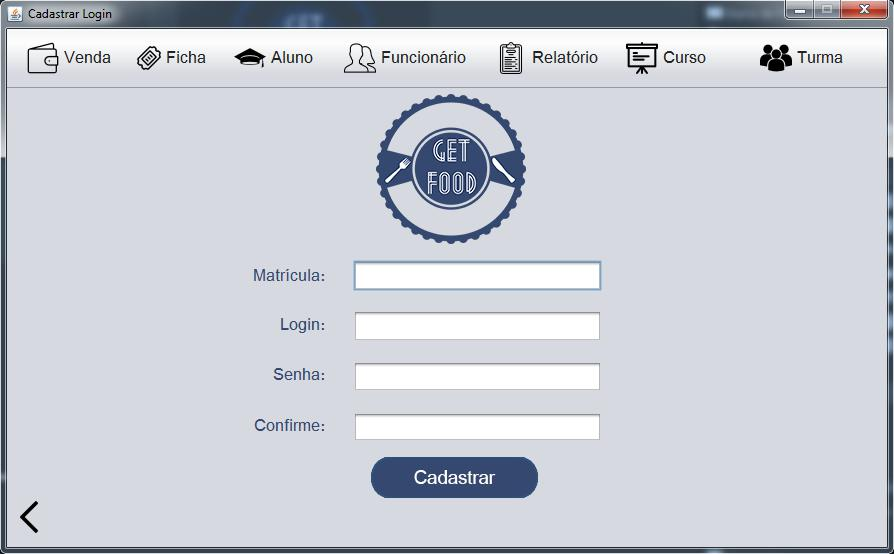 Cadastrar Login
Venda Ficha Aluno Funcionário Relatório Curso Turma
GET
FOOD
Matrícula:
Login:
Senha:
Confirme:
Cadastrar